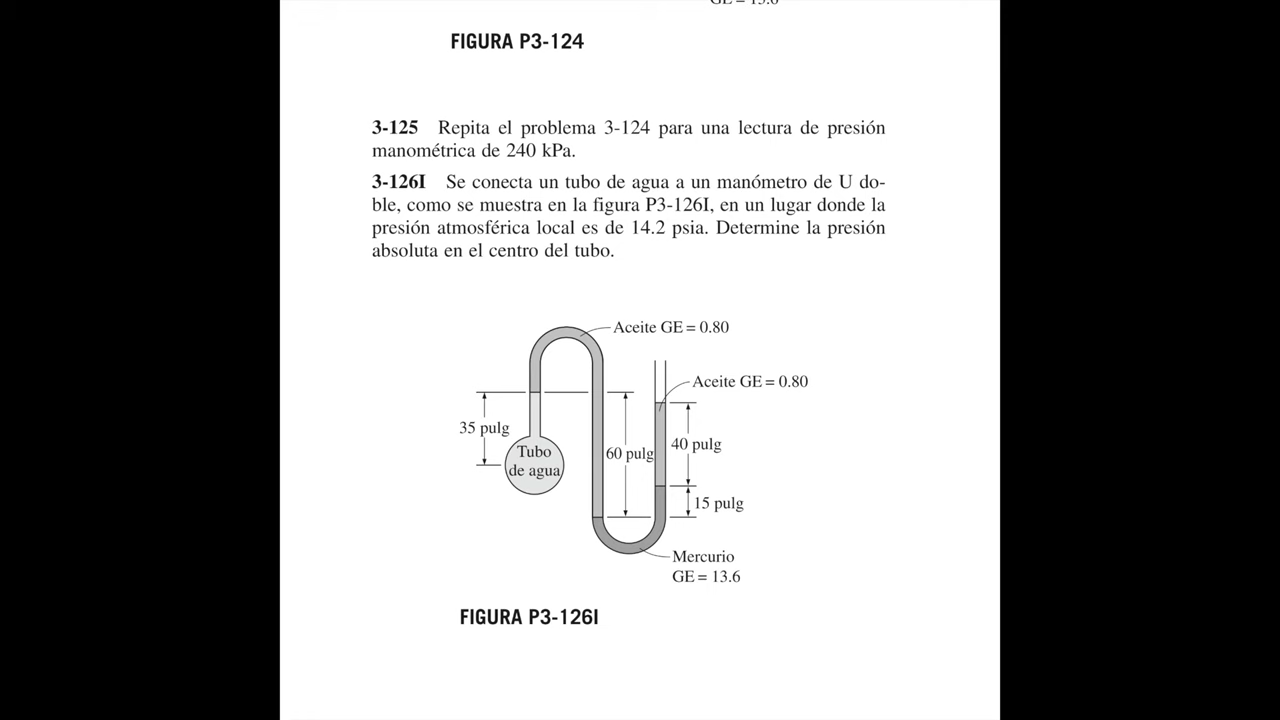 FIGURA P3-124
3-125 Repita el problema 3-124 para una lectura de presión
manométrica de 240 kPa.
3-126I Se conecta un tubo de agua a un manómetro de U do-
ble, como se muestra en la figura P3-126I, en un lugar donde la
presión atmosférica local es de 14.2 psia. Determine la presión
absoluta en el centro del tubo.
Aceite GE = 0.80
Aceite GE = 0.80
35 pulg
Tubo
de agua
60 pulg
40 pulg
15 pulg
Mercurio
GE = 13.6
FIGURA P3-126I